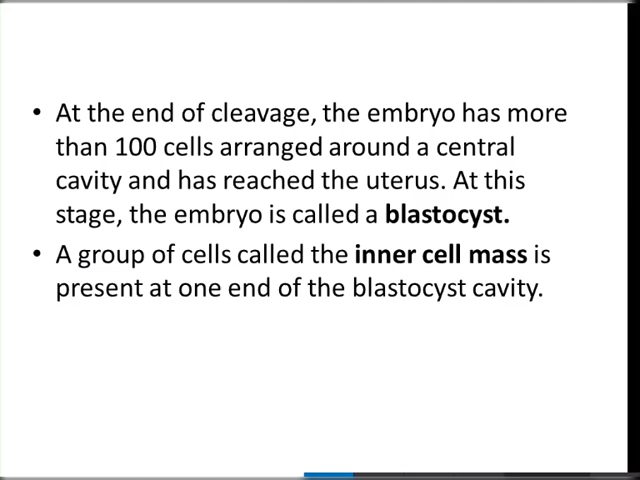 • At the end of cleavage, the embryo has more
than 100 cells arranged around a central
cavity and has reached the uterus. At this
stage, the embryo is called a blastocyst.
• A group of cells called the inner cell mass is
present at one end of the blastocyst cavity.